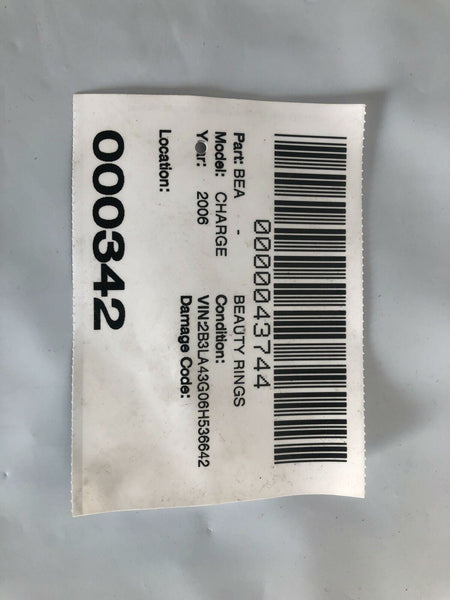 0000043744
Part: BEA - BEAUTY RINGS
Model: CHARGE Condition:
Year: 2006 VIN:2B3LA43G06H536642
Damage Code:
Location:
000342